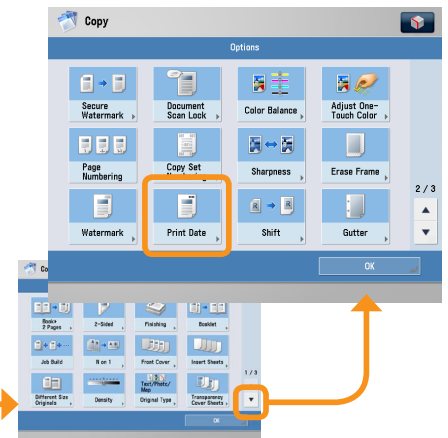 Copy
Options
Secure
Watermark
Document
Scan Lock
Color Balance
Adjust One-
Touch Color
Page
Numbering
Copy Set
Sharpness
Erase Frame
2 / 3
Watermark
Print Date
Shift
Gutter
OK
Co
Book▸
2 Pages
2-Sided
Finishing
Booklet
Job Build
N on 1
Front Cover
Insert Sheets
1 / 3
Different Size
Originals
Density
Text/Photo/
Map
Original Type
Transparency
Cover Sheets
OK